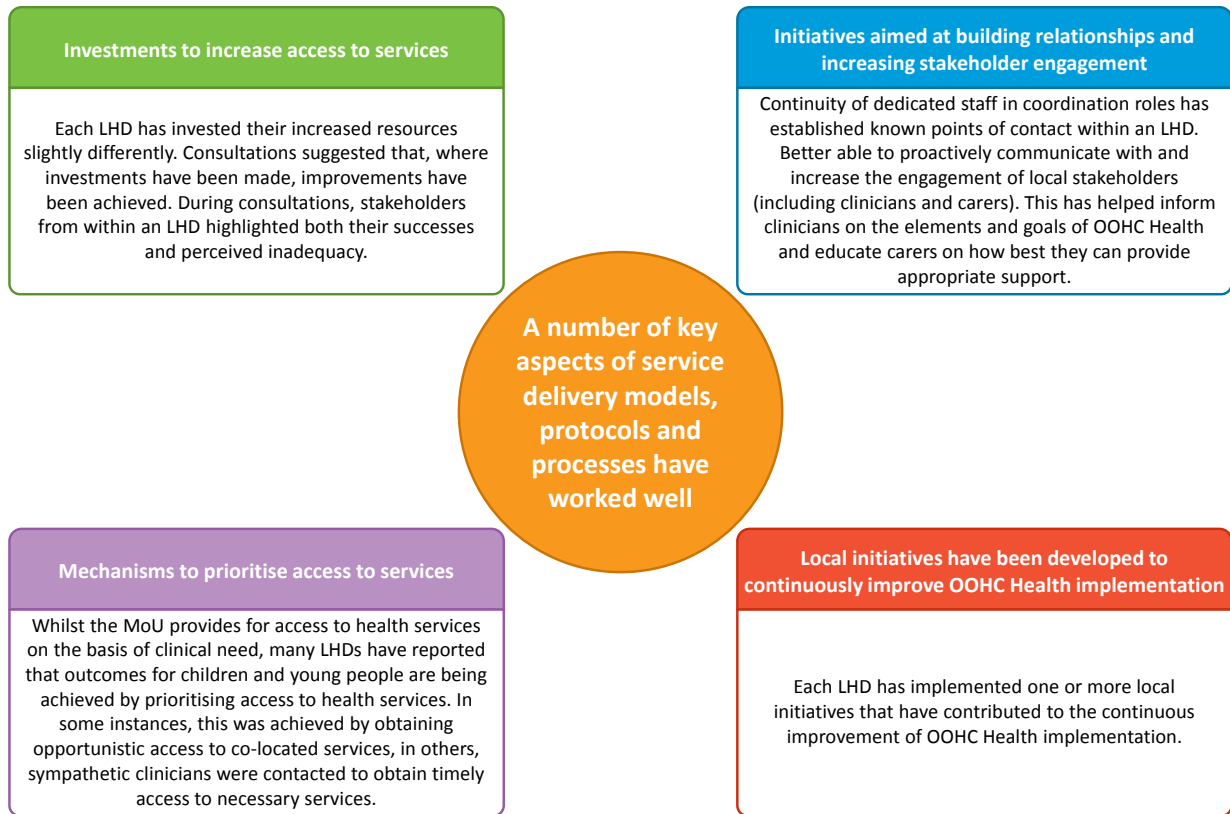 Investments to increase access to services
Each LHD has invested their increased resources
slightly differently. Consultations suggested that, where
investments have been made, improvements have
been achieved. During consultations, stakeholders
from within an LHD highlighted both their successes
and perceived inadequacy.
Initiatives aimed at building relationships and
increasing stakeholder engagement
Continuity of dedicated staff in coordination roles has
established known points of contact within an LHD.
Better able to proactively communicate with and
increase the engagement of local stakeholders
(including clinicians and carers). This has helped inform
clinicians on the elements and goals of OOHC Health
and educate carers on how best they can provide
appropriate support.
A number of key
aspects of service
delivery models,
protocols and
processes have
worked well
Mechanisms to prioritise access to services
Whilst the MoU provides for access to health services
on the basis of clinical need, many LHDs have reported
that outcomes for children and young people are being
achieved by prioritising access to health services. In
some instances, this was achieved by obtaining
opportunistic access to co-located services, in others,
sympathetic clinicians were contacted to obtain timely
access to necessary services.
Local initiatives have been developed to
continuously improve OOHC Health implementation
Each LHD has implemented one or more local
initiatives that have contributed to the continuous
improvement of OOHC Health implementation.